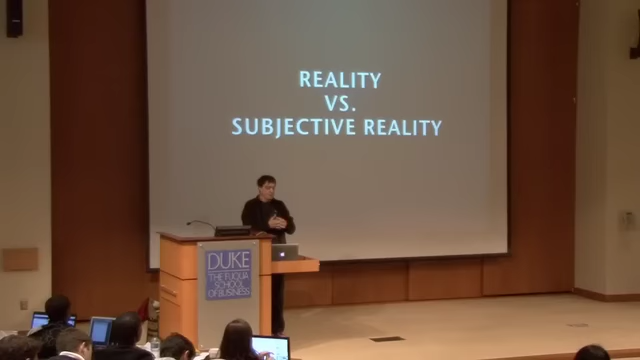 REALITY
VS.
SUBJECTIVE REALITY
DUKE
THE FUQUA
SCHOOL
OF BUSINESS